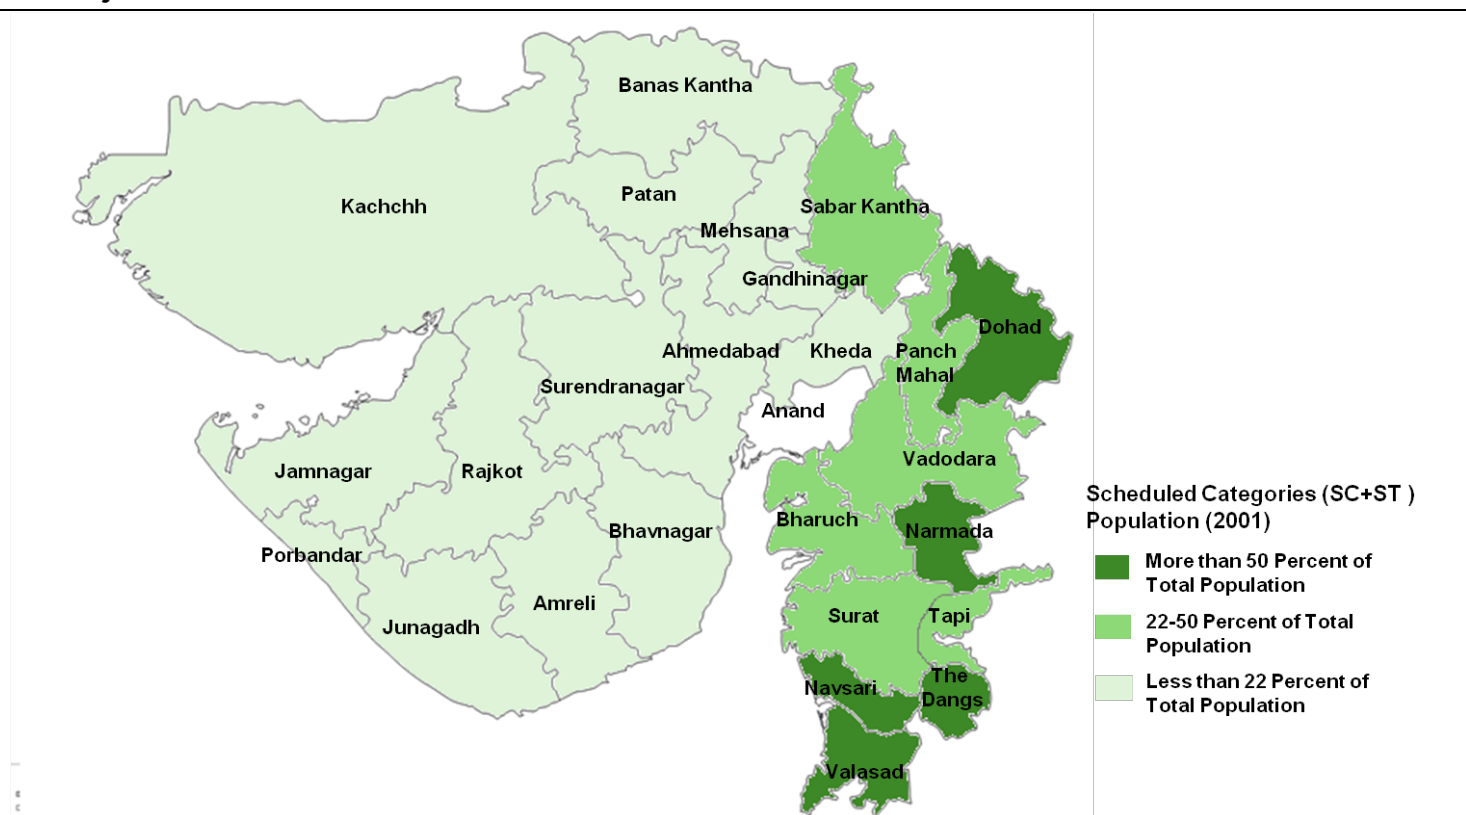 Banas Kantha
Patan
Kachchh
Sabar Kantha
Mehsana
Gandhinagar
Dohad
Ahmedabad
Kheda
Panch
Mahal
Surendranagar
Anand
Jamnagar
Rajkot
Vadodara
Bharuch
Narmada
Bhavnagar
Porbandar
Amreli
Junagadh
Surat
Tapi
Navsari
The
Dangs
Valasad
Scheduled Categories (SC+ST )
Population (2001)
More than 50 Percent of
Total Population
22-50 Percent of Total
Population
Less than 22 Percent of
Total Population